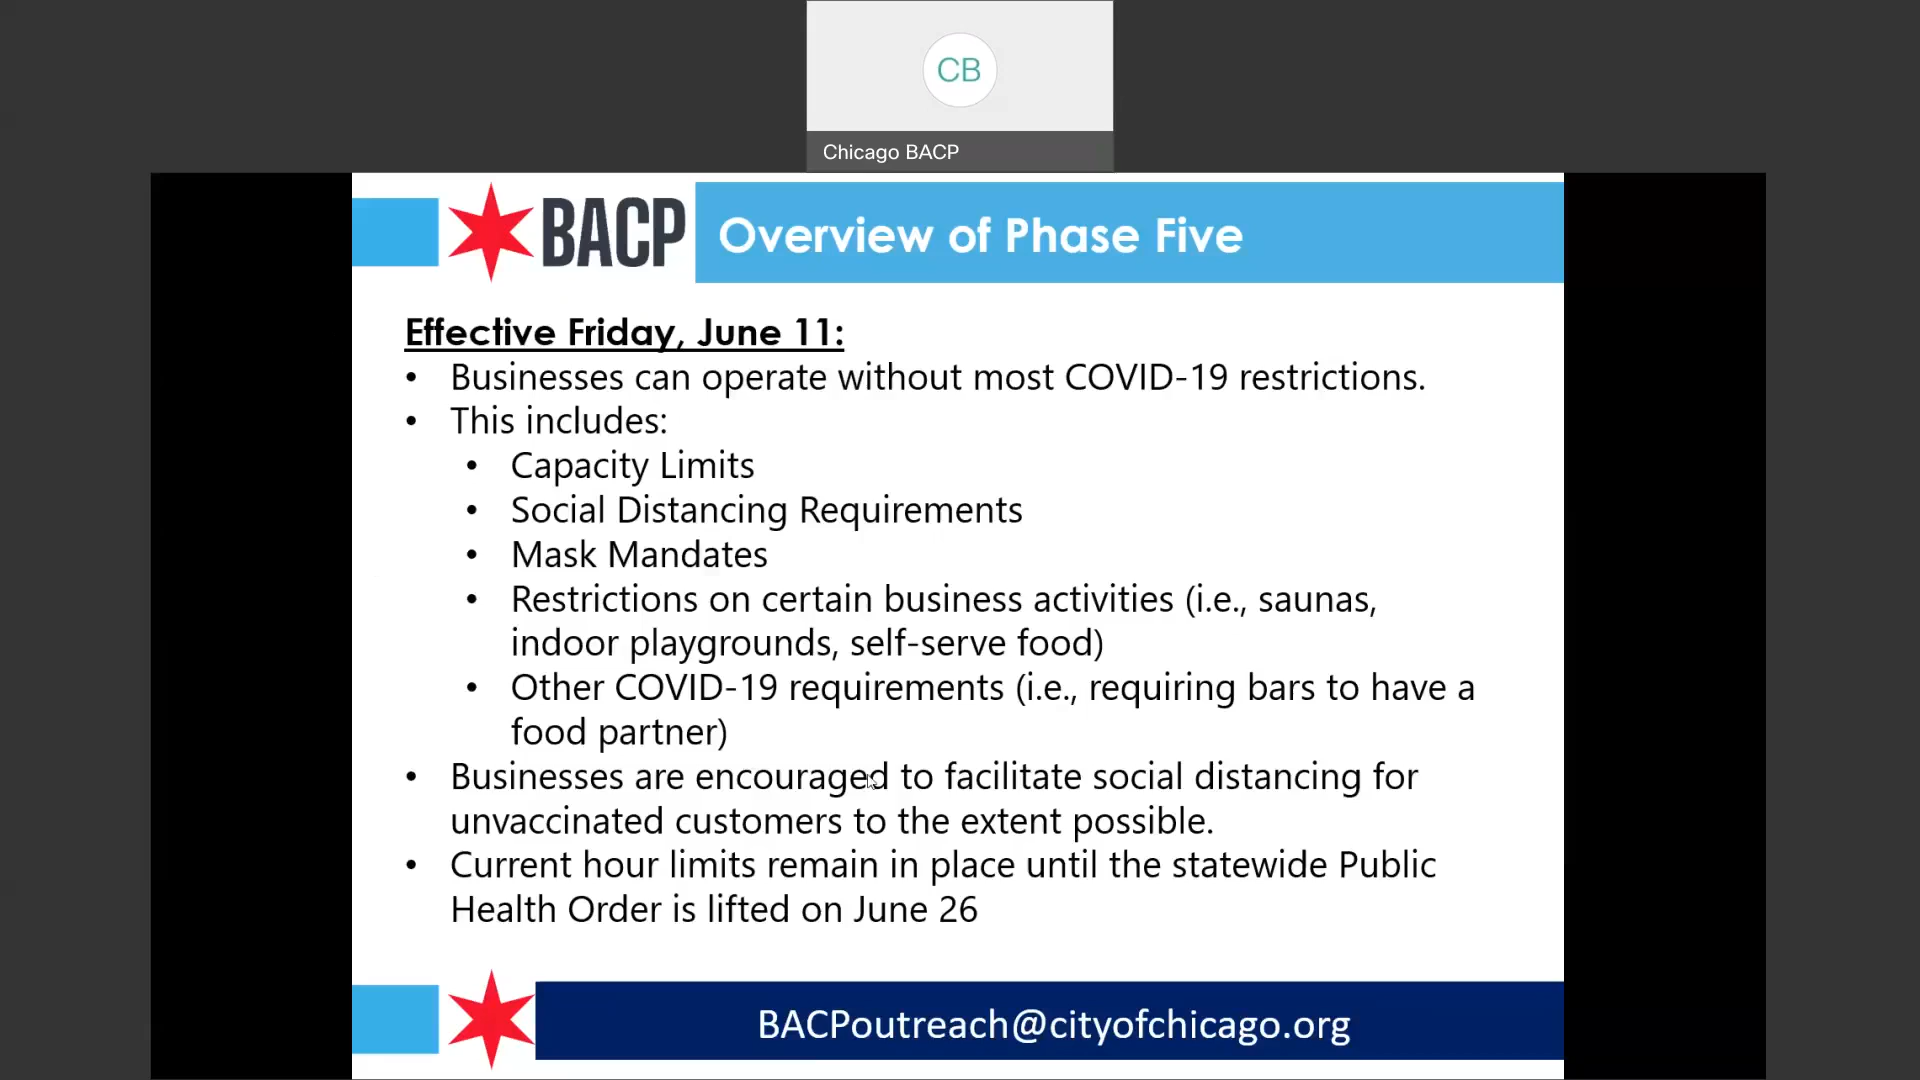 CB
Chicago BACP
BACP
Overview of Phase Five
Effective Friday, June 11:
• Businesses can operate without most COVID-19 restrictions.
• This includes:
• Capacity Limits
• Social Distancing Requirements
• Mask Mandates
• Restrictions on certain business activities (i.e., saunas,
indoor playgrounds, self-serve food)
• Other COVID-19 requirements (i.e., requiring bars to have a
food partner)
• Businesses are encouraged to facilitate social distancing for
unvaccinated customers to the extent possible.
• Current hour limits remain in place until the statewide Public
Health Order is lifted on June 26
BACPoutreach@cityofchicago.org